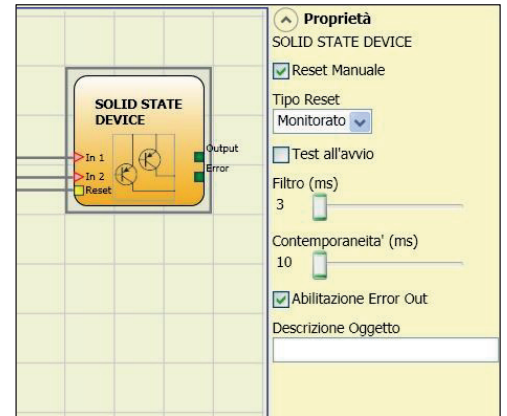 SOLID STATE
DEVICE
In 1
In 2
Reset
Output
Error
Proprietà
SOLID STATE DEVICE
Reset Manuale
Tipo Reset
Monitorato
Test all'avvio
Filtro (ms)
3
Contemporaneita' (ms)
10
Abilitazione Error Out
Descrizione Oggetto